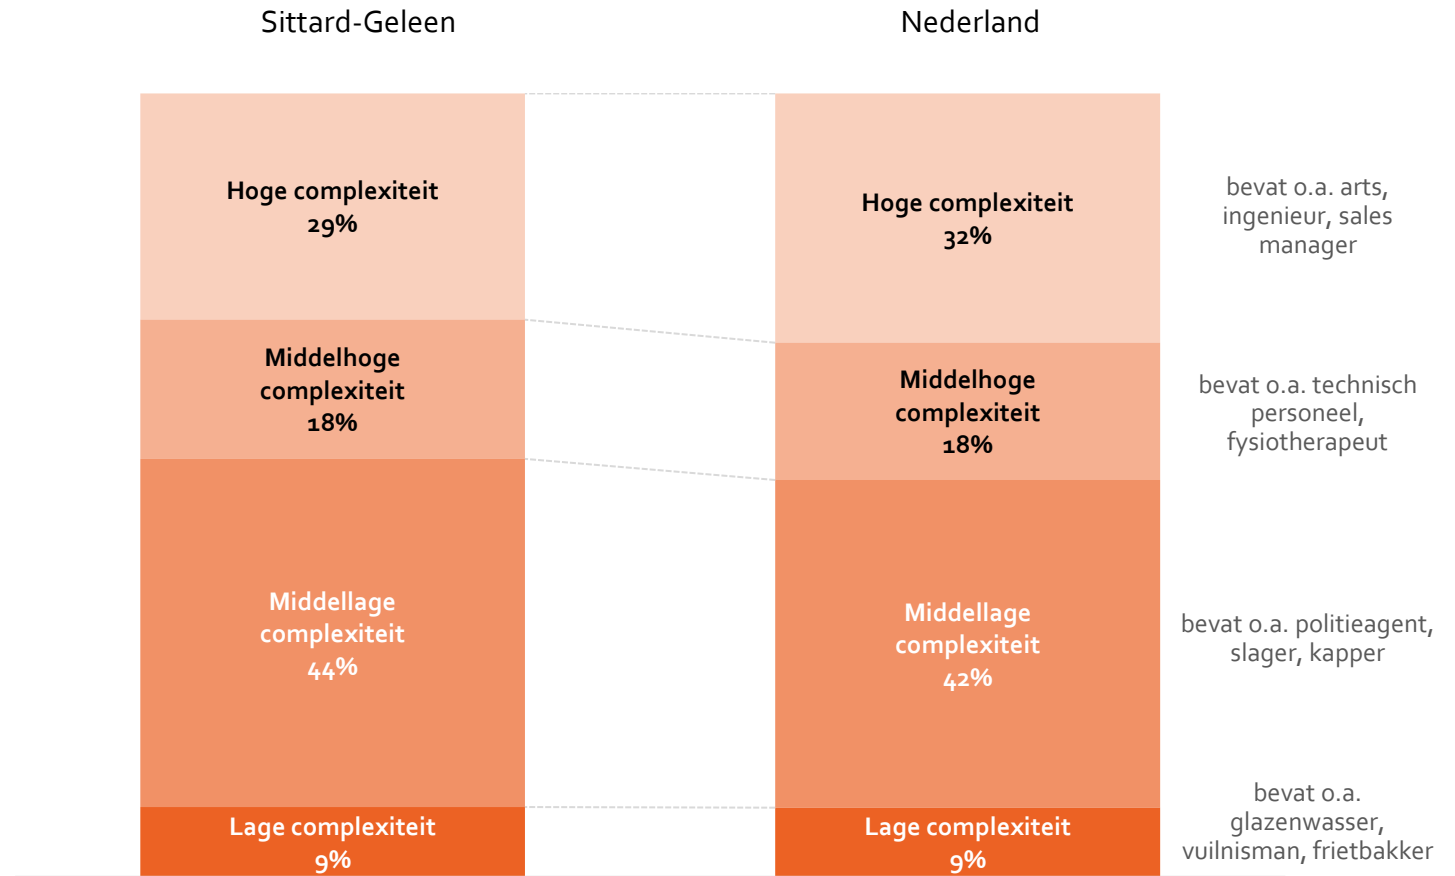 Sittard-Geleen
Nederland
Hoge complexiteit
29%
Middelhoge
complexiteit
18%
Middellage
complexiteit
44%
Lage complexiteit
9%
Hoge complexiteit
32%
Middelhoge
complexiteit
18%
Middellage
complexiteit
42%
Lage complexiteit
9%
bevat o.a. arts,
ingenieur, sales
manager
bevat o.a. technisch
personeel,
fysiotherapeut
bevat o.a. politieagent,
slager, kapper
bevat o.a.
glazenwasser,
vuilnisman, frietbakker